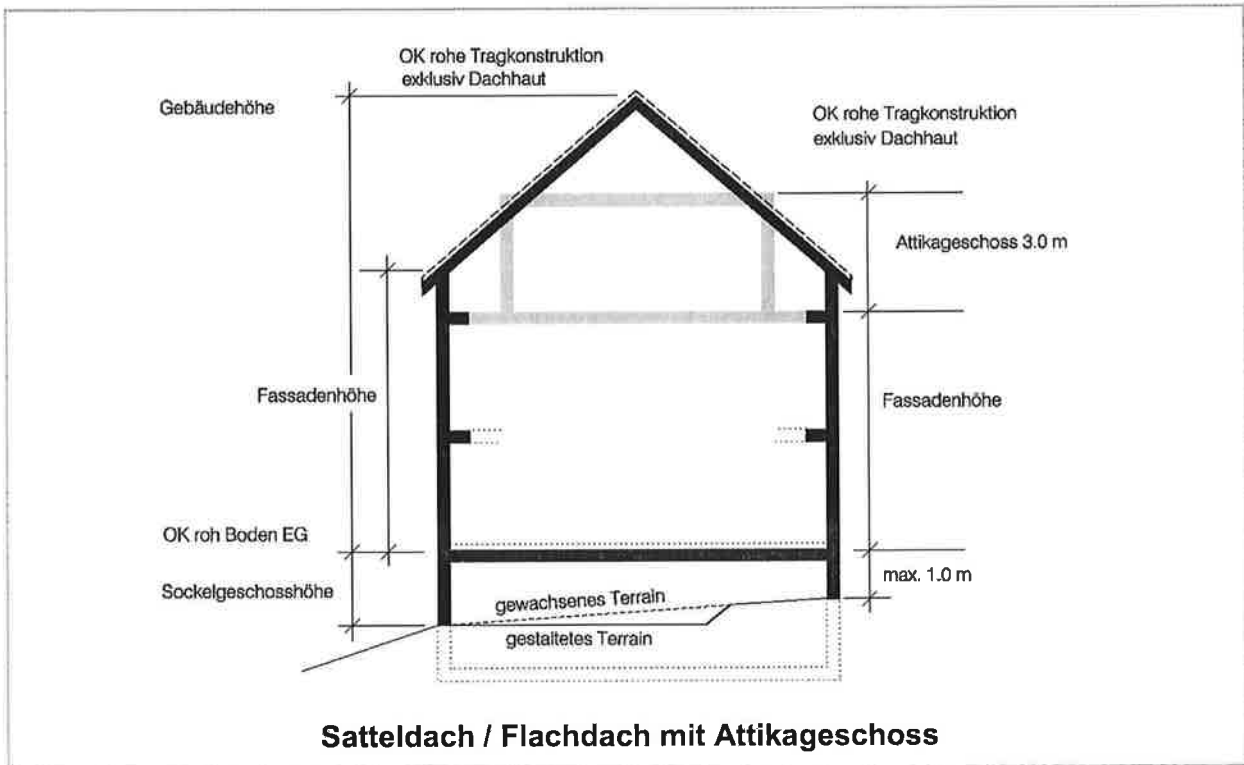 OK rohe Tragkonstruktion
exklusiv Dachhaut
Gebäudehöhe
OK rohe Tragkonstruktion
exklusiv Dachhaut
Attikageschoss 3.0 m
Fassadenhöhe
Fassadenhöhe
OK roh Boden EG
Sockelgeschosshöhe
max. 1.0 m
gewachsenes Terrain
gestaltetes Terrain
Satteldach / Flachdach mit Attikageschoss